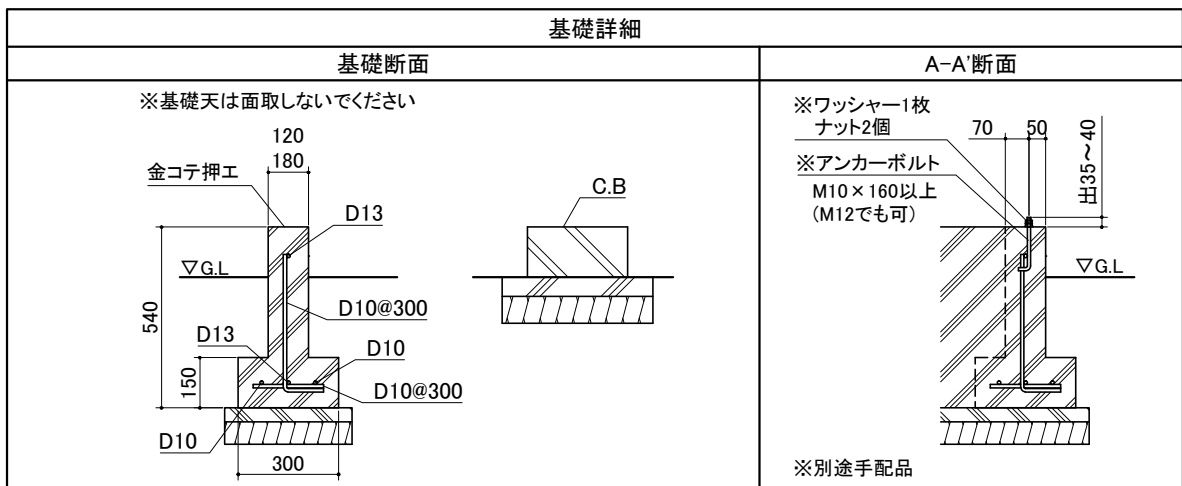 基礎詳細
基礎断面
A-A'断面
※基礎天は面取しないでください
120
180
金コテ押エ
D13
▽G.L
540
D10@300
D13
D10
150
D10@300
D10
300
C.B
※ワッシャー1枚
ナット2個
70
50
出35～40
※アンカーボルト
M10×160以上
(M12でも可)
▽G.L
※別途手配品